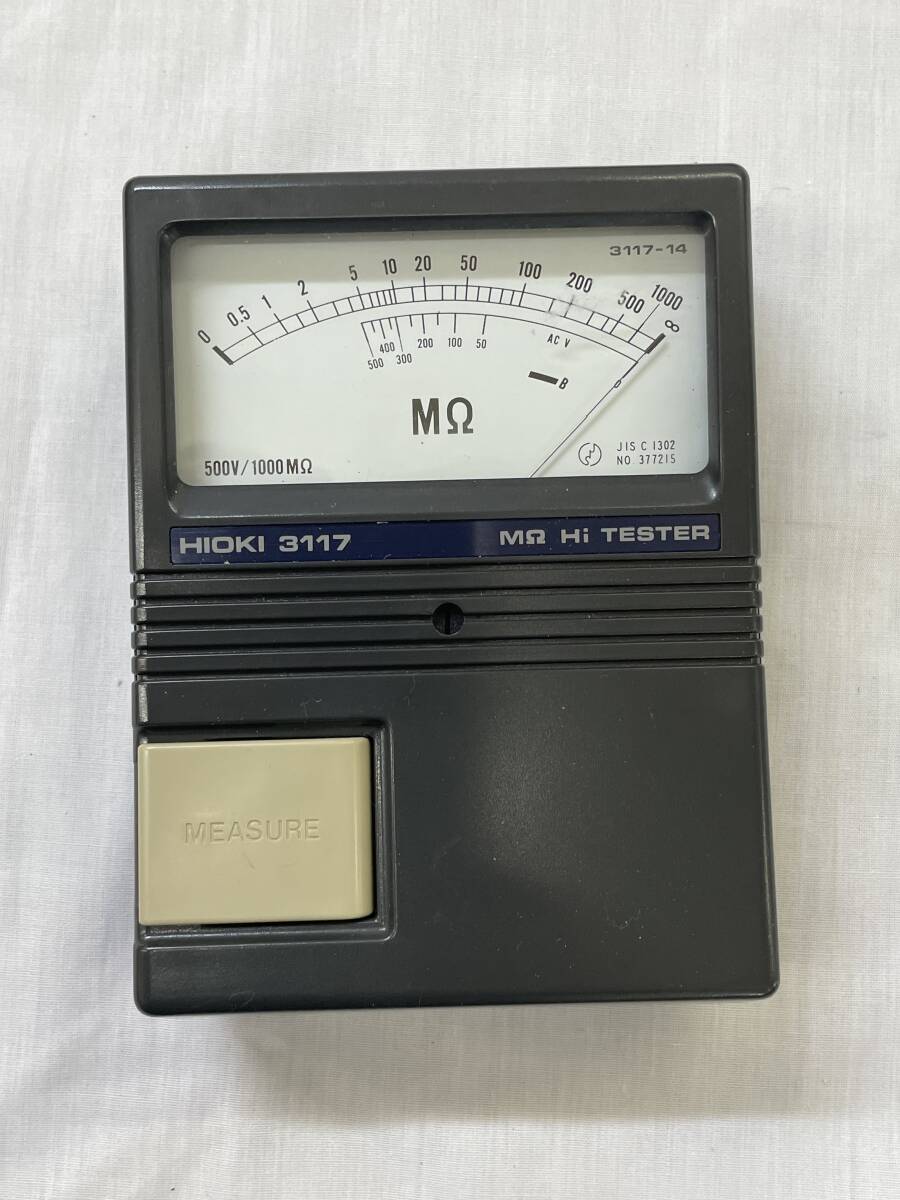 3117-14
0 0.5 1 2 5 10 20 50 100 200 500 1000 ∞
500 400 300 200 100 50 AC V 0
B
MΩ
500V/1000MΩ
JIS C 1302
NO. 377215
HIOKI 3117 MΩ Hi TESTER
MEASURE